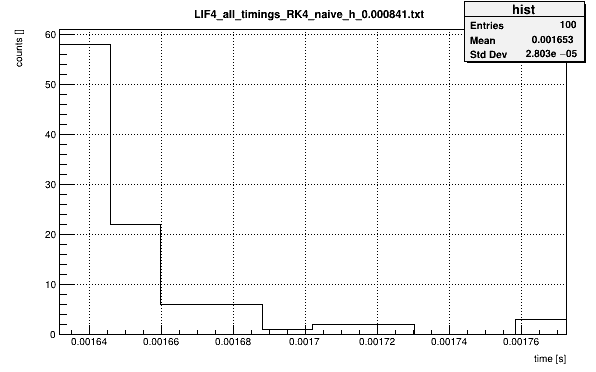 LIF4_all_timings_RK4_naive_h_0.000841.txt
hist
Entries 100
Mean 0.001653
Std Dev 2.803e −05
counts []
60
50
40
30
20
10
0
0.00164 0.00166 0.00168 0.0017 0.00172 0.00174 0.00176
time [s]